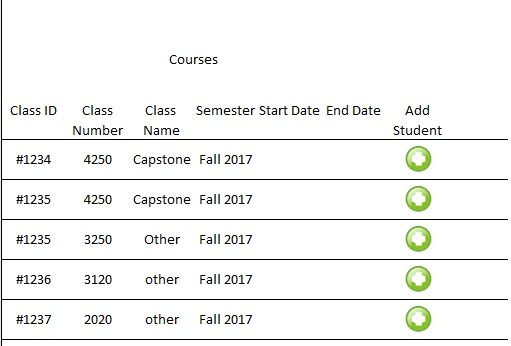 Courses
Class ID Class Number Class Name Semester Start Date End Date Add Student
#1234 4250 Capstone Fall 2017
#1235 4250 Capstone Fall 2017
#1235 3250 Other Fall 2017
#1236 3120 other Fall 2017
#1237 2020 other Fall 2017